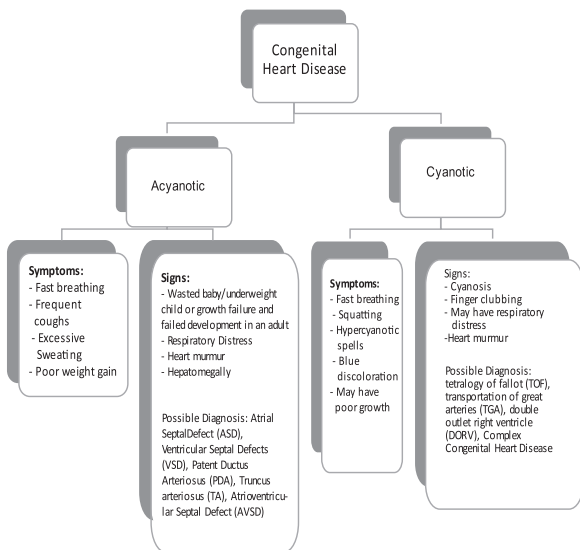 Congenital
Heart Disease
Acyanotic
Cyanotic
Symptoms:
- Fast breathing
- Frequent
coughs
- Excessive
Sweating
- Poor weight gain
Signs:
- Wasted baby/underweight
child or growth failure and
failed development in an adult
- Respiratory Distress
- Heart murmur
- Hepatomegally
Possible Diagnosis: Atrial
SeptalDefect (ASD),
Ventricular Septal Defects
(VSD), Patent Ductus
Arteriosus (PDA), Truncus
arteriosus (TA), Atrioventricu-
lar Septal Defect (AVSD)
Symptoms:
- Fast breathing
- Squatting
- Hypercyanotic
spells
- Blue
discoloration
- May have
poor growth
Signs:
- Cyanosis
- Finger clubbing
- May have respiratory
distress
-Heart murmur
Possible Diagnosis:
tetralogy of fallot (TOF),
transportation of great
arteries (TGA), double
outlet right ventricle
(DORV), Complex
Congenital Heart Disease